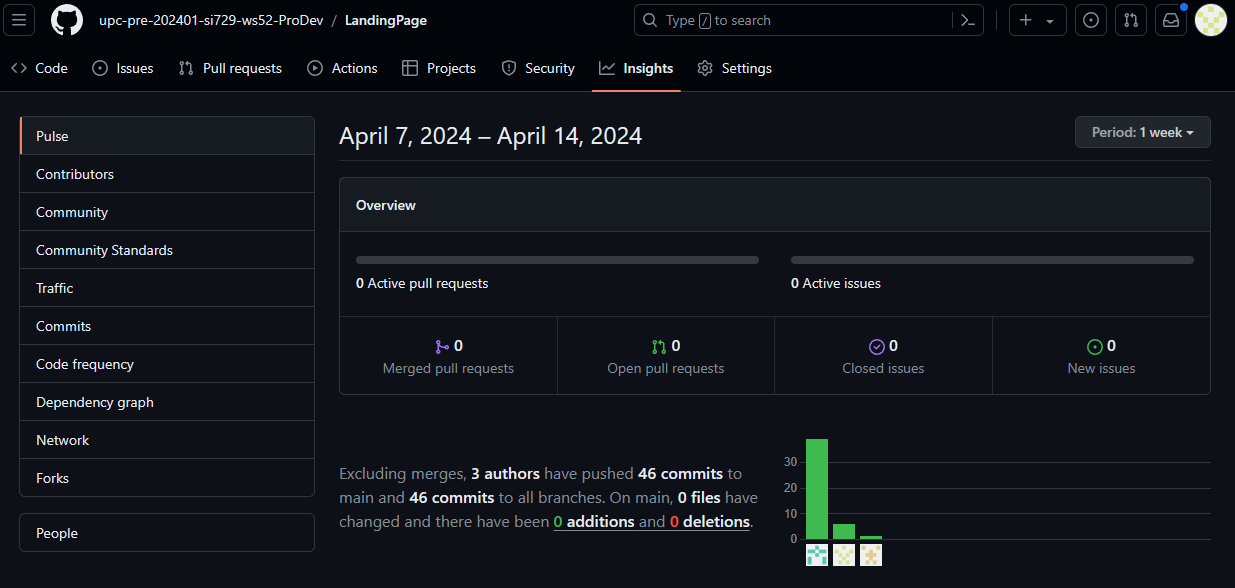 upc-pre-202401-si729-ws52-ProDev / LandingPage
Type / to search
Code Issues Pull requests Actions Projects Security Insights Settings
Pulse
Contributors
Community
Community Standards
Traffic
Commits
Code frequency
Dependency graph
Network
Forks
People
April 7, 2024 – April 14, 2024
Period: 1 week
Overview
0 Active pull requests
0 Active issues
0
Merged pull requests
0
Open pull requests
0
Closed issues
0
New issues
Excluding merges, 3 authors have pushed 46 commits to
main and 46 commits to all branches. On main, 0 files have
changed and there have been 0 additions and 0 deletions.
30
20
10
0